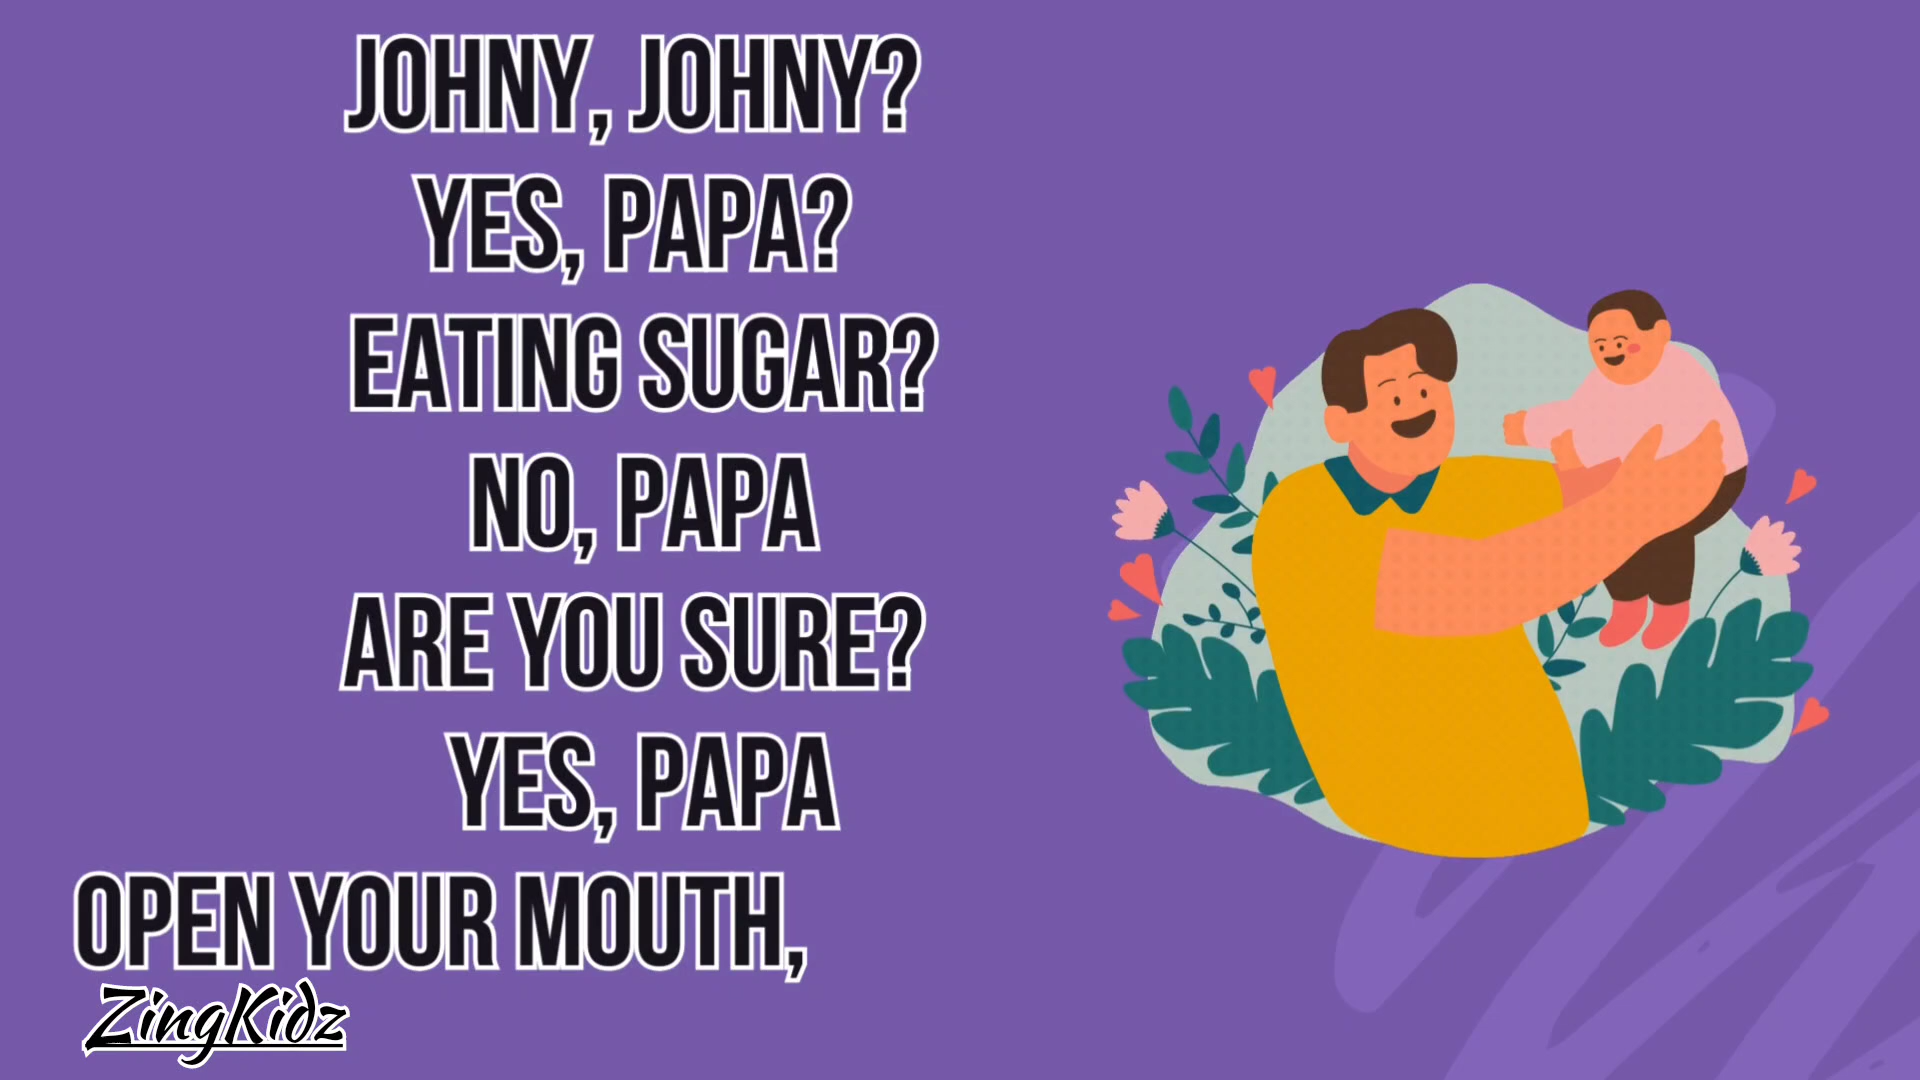 JOHNY, JOHNY?
YES, PAPA?
EATING SUGAR?
NO, PAPA
ARE YOU SURE?
YES, PAPA
OPEN YOUR MOUTH,
ZingKidz